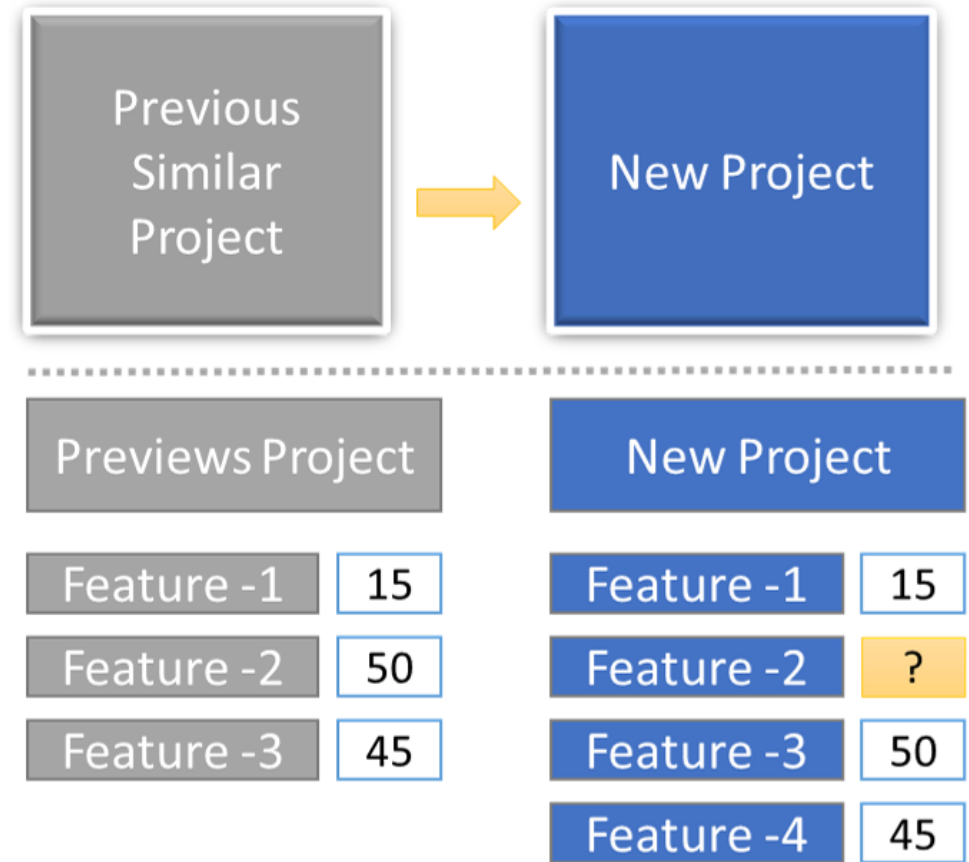 Previous
Similar
Project
New Project
Previews Project
Feature -1 15
Feature -2 50
Feature -3 45
New Project
Feature -1 15
Feature -2 ?
Feature -3 50
Feature -4 45